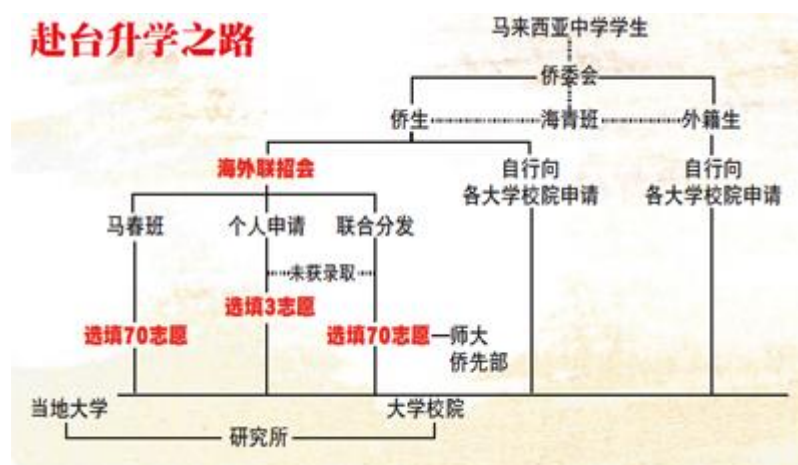 赴台升学之路
马来西亚中学学生
侨委会
侨生
海青班
外籍生
海外联招会
自行向
各大学校院申请
自行向
各大学校院申请
马春班
个人申请
联合分发
未获录取
选填3志愿
选填70志愿
选填70志愿
师大
侨先部
当地大学
大学校院
研究所